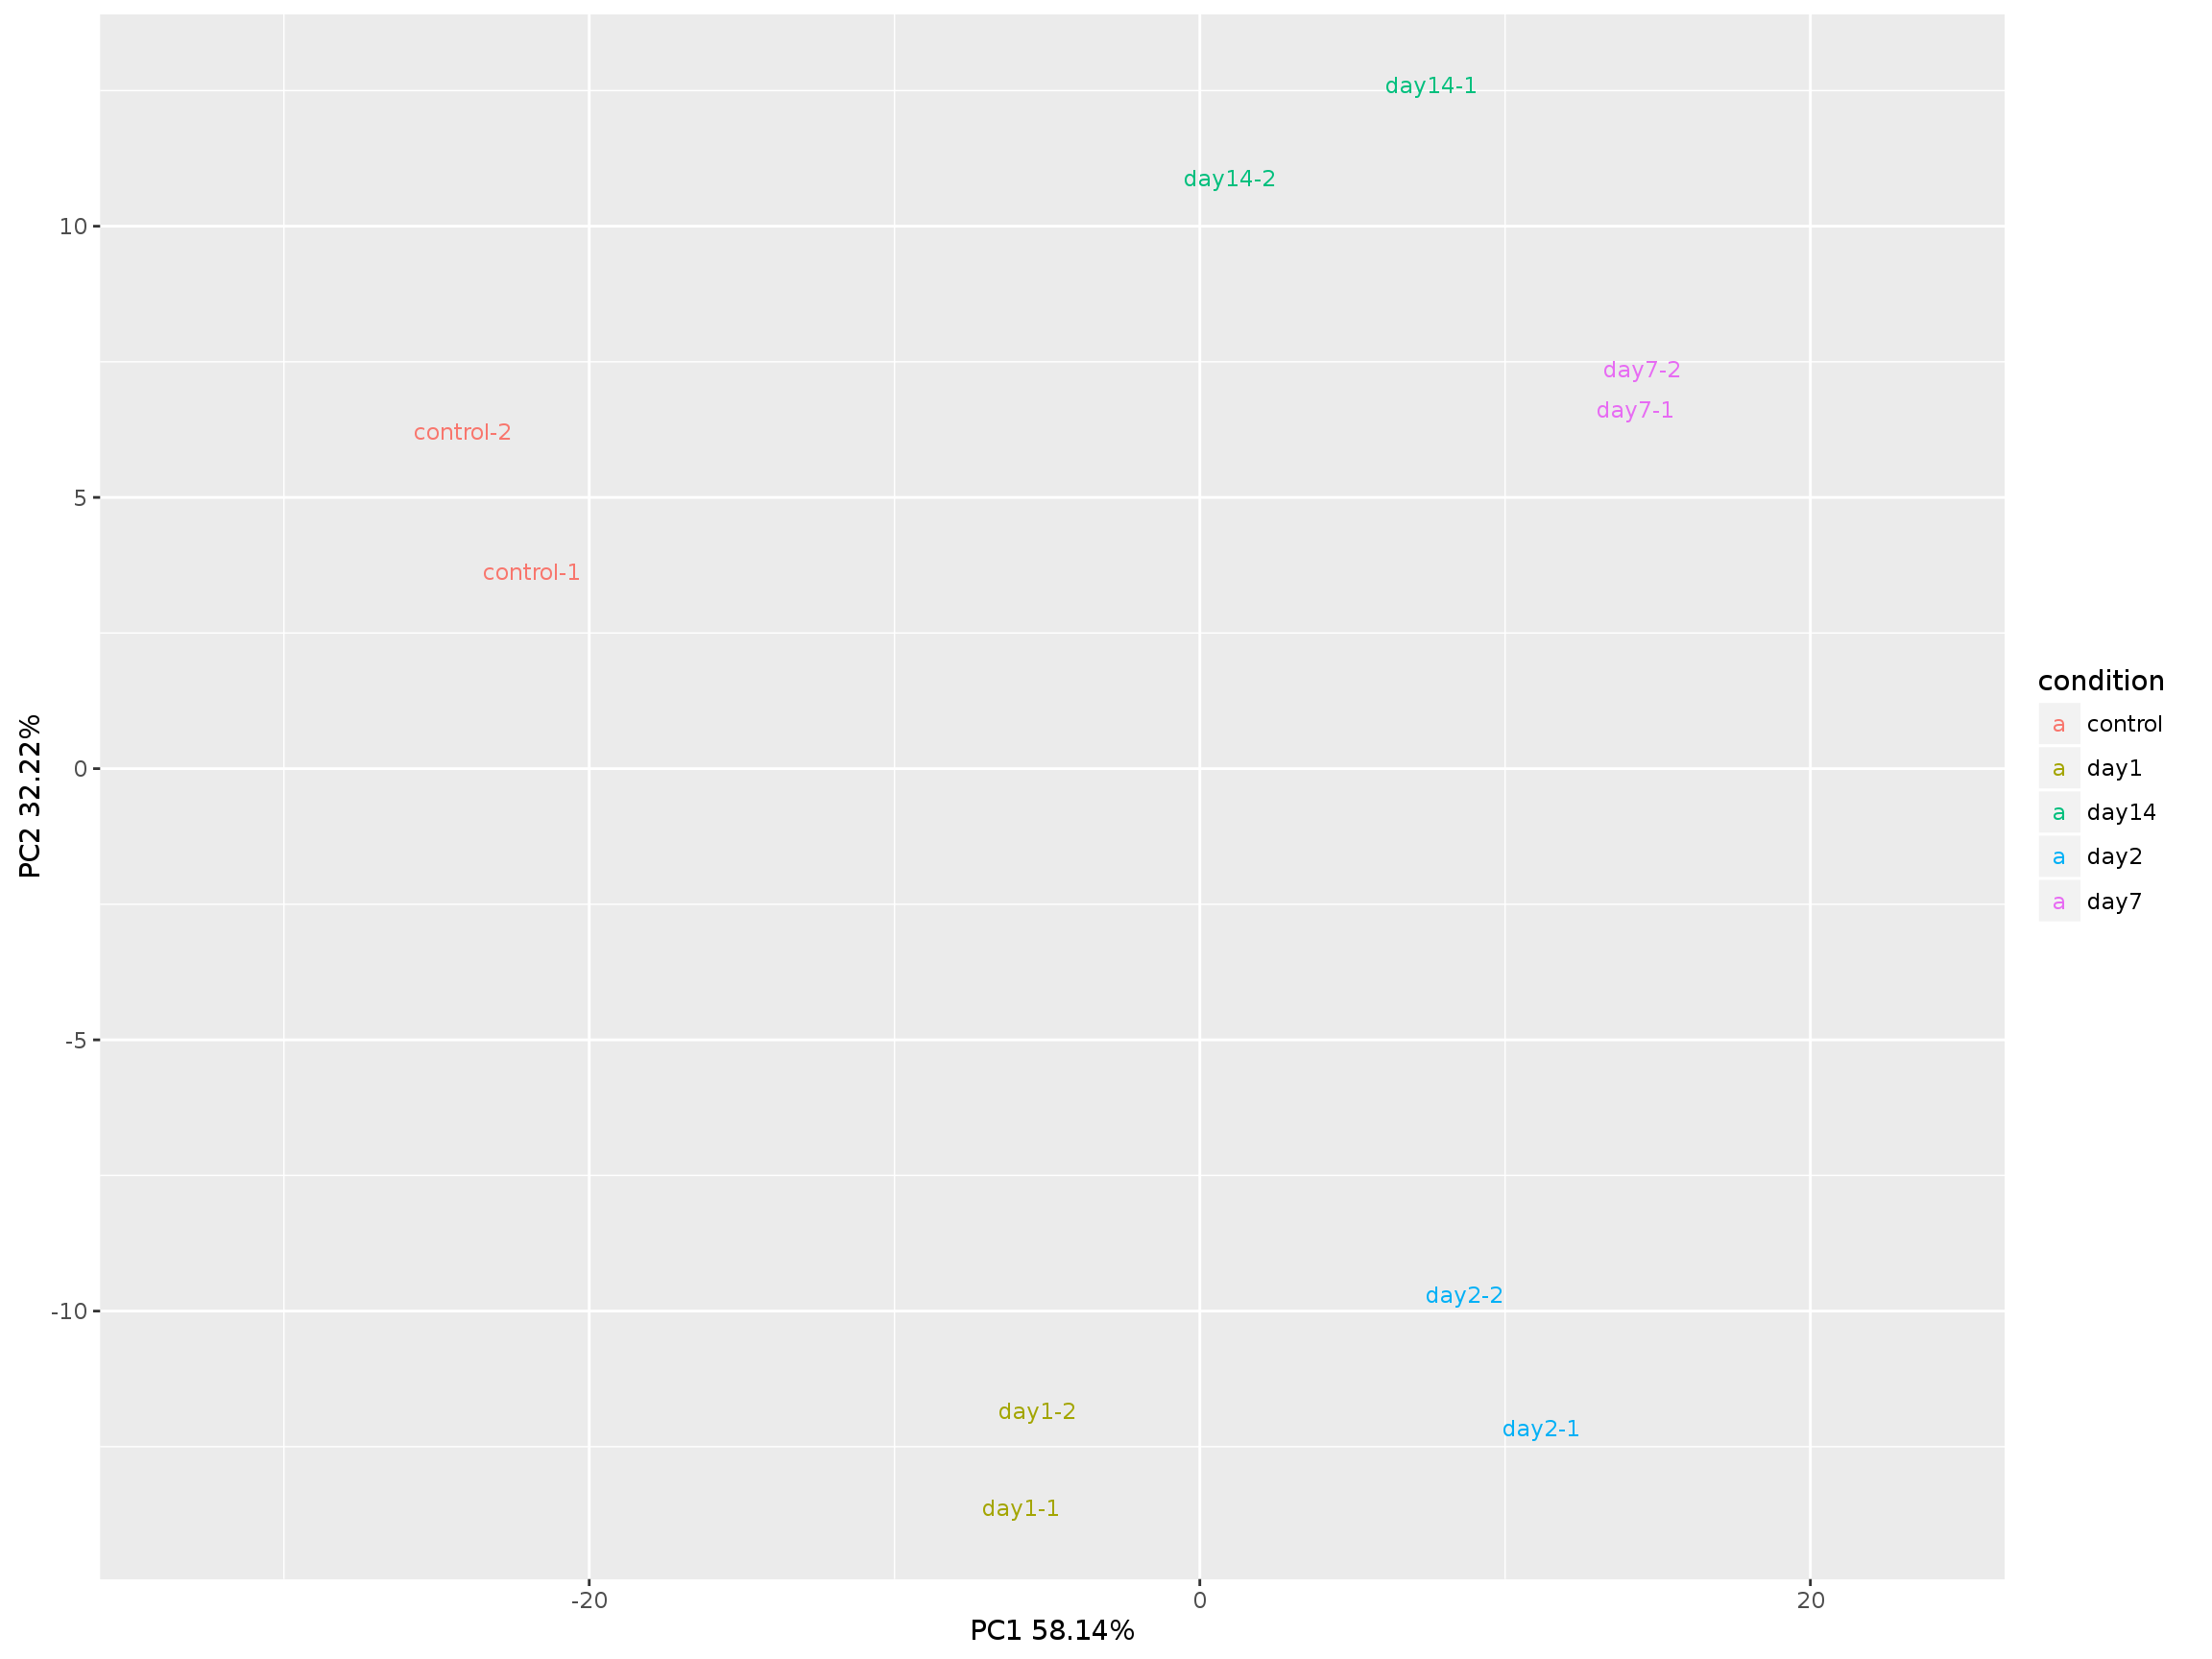 day14-1
day14-2
10
day7-2
day7-1
control-2
5
control-1
condition
a control
a day1
a day14
a day2
a day7
PC2 32.22%
0
-5
-10
day2-2
day1-2
day2-1
day1-1
-20
0
20
PC1 58.14%